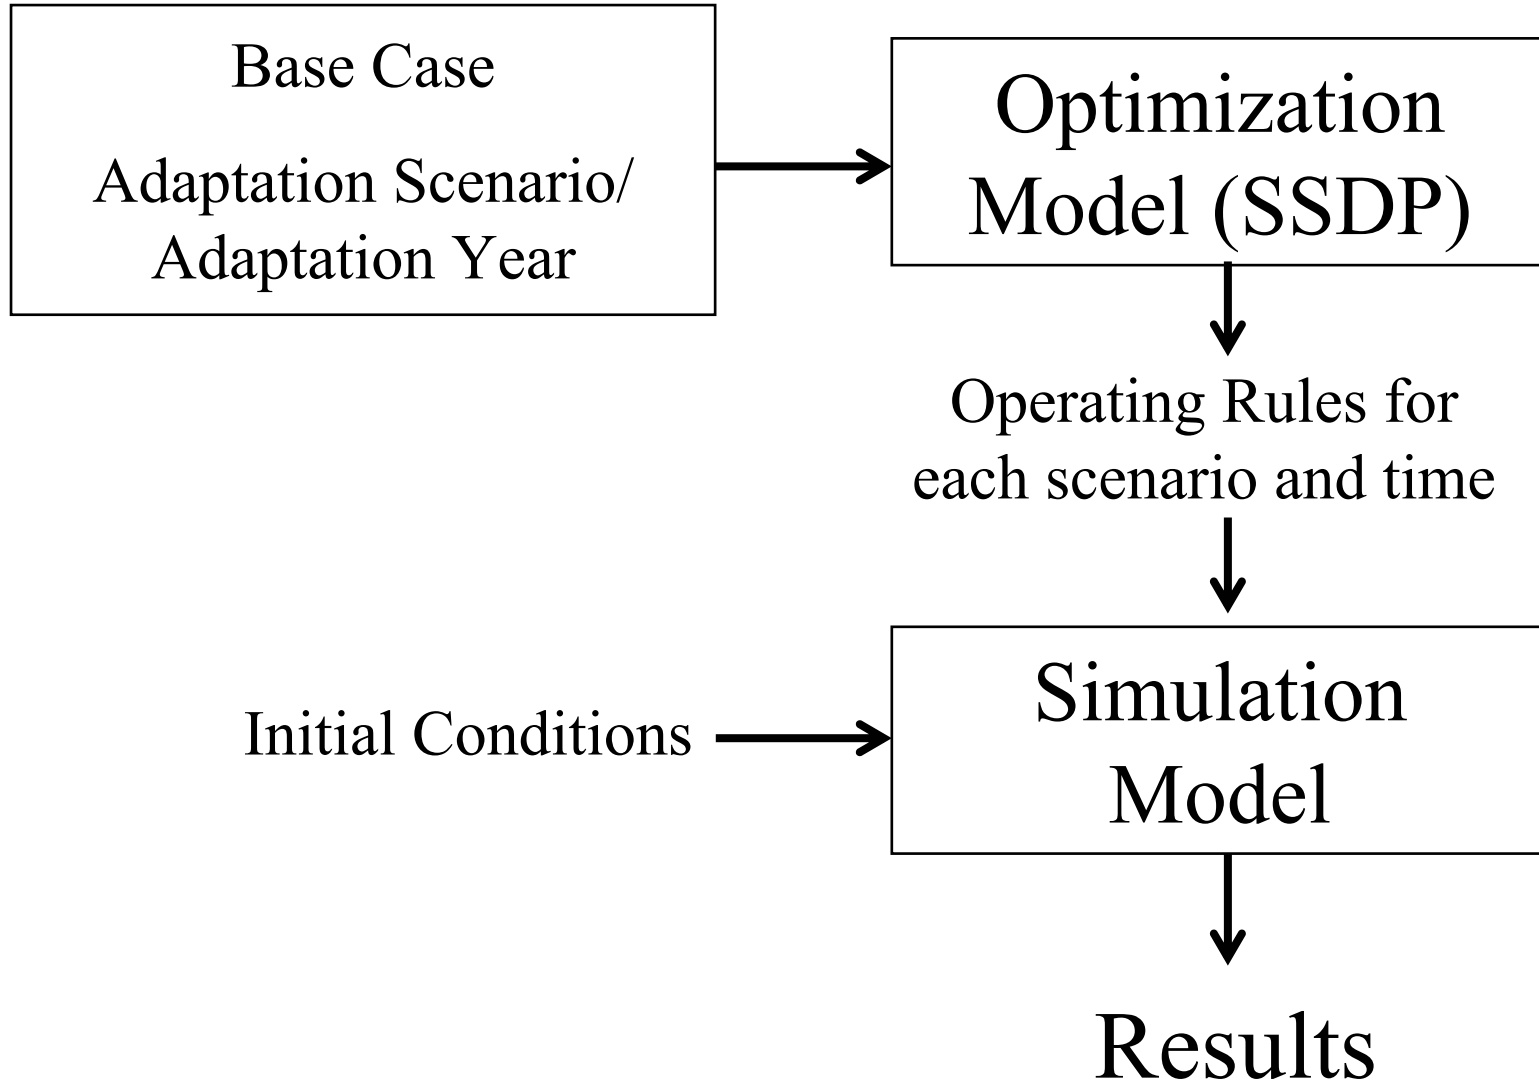 Base Case
Adaptation Scenario/
Adaptation Year
Optimization
Model (SSDP)
Operating Rules for
each scenario and time
Initial Conditions
Simulation
Model
Results